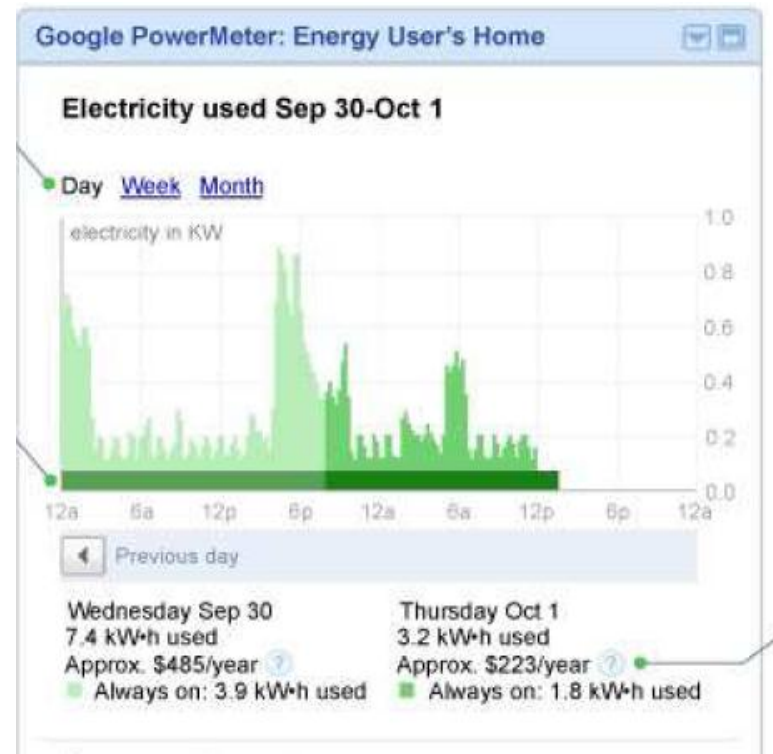 Google PowerMeter: Energy User's Home
Electricity used Sep 30-Oct 1
Day Week Month
electricity in KW
1.0
0.8
0.6
0.4
0.2
0.0
12a 6a 12p 6p 12a 6a 12p 6p 12a
Previous day
Wednesday Sep 30
7.4 kW•h used
Approx. $485/year ?
Always on: 3.9 kW•h used
Thursday Oct 1
3.2 kW•h used
Approx. $223/year ?
Always on: 1.8 kW•h used